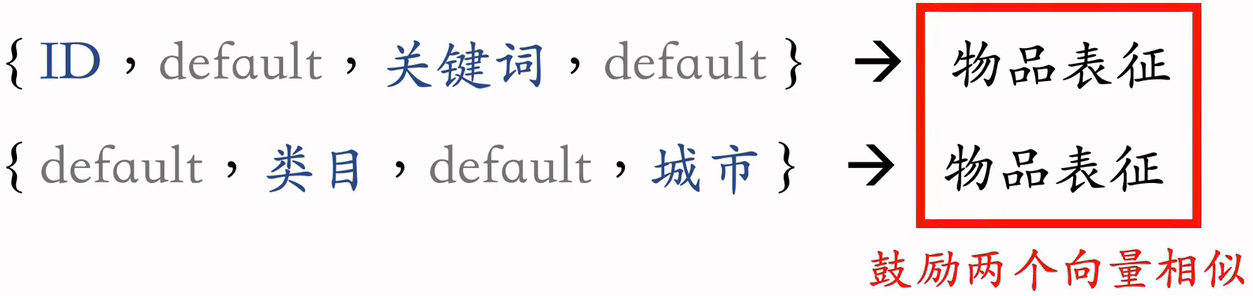 { ID，default，关键词，default } → 物品表征
{ default，类目，default，城市 } → 物品表征
鼓励两个向量相似